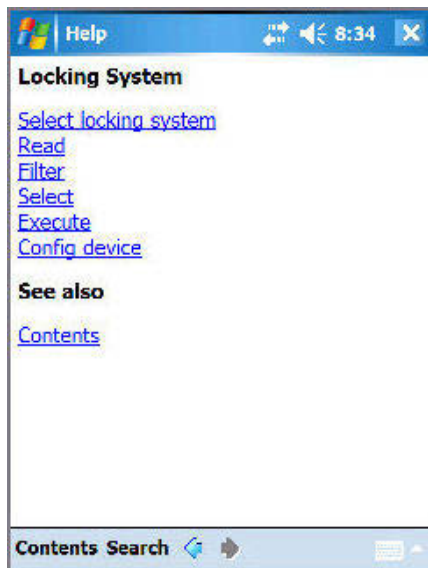 Help 8:34
Locking System
Select locking system
Read
Filter
Select
Execute
Config device
See also
Contents
Contents Search